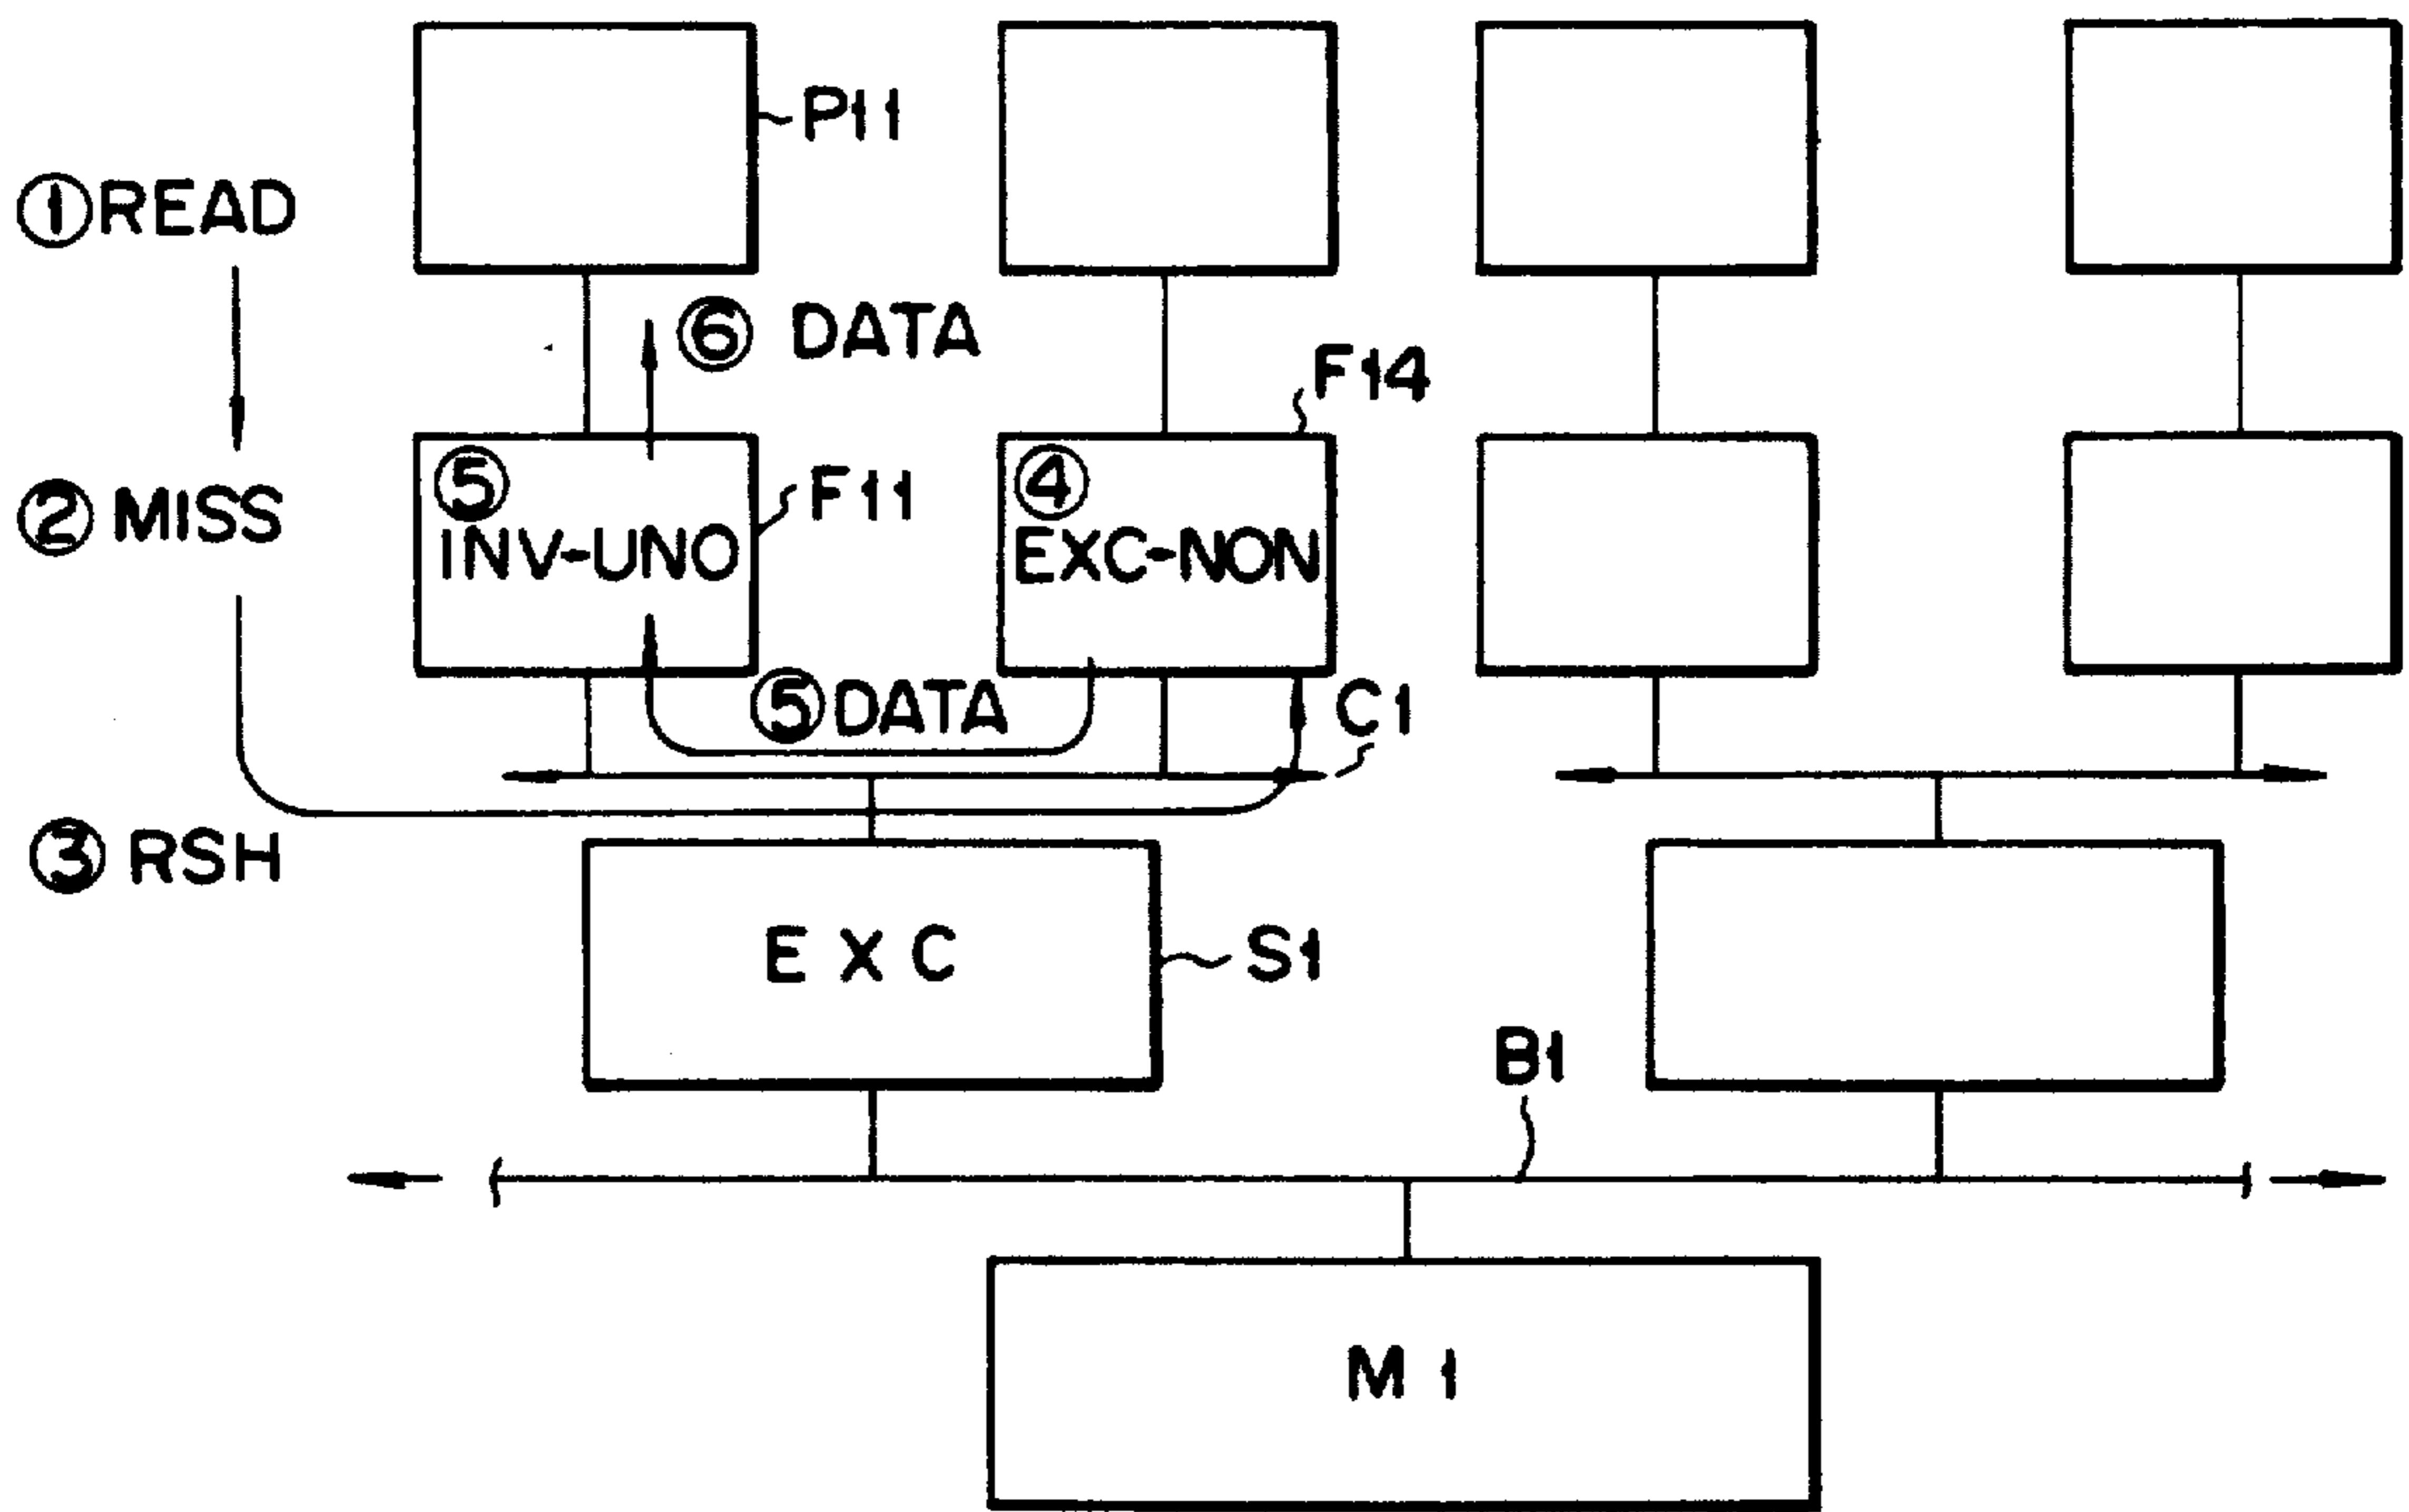 P11
①READ
⑥ DATA
F14
② MISS
⑤
INV-UNO
F11
④
EXC-NON
⑤DATA
C1
③ RSH
EXC
S1
B1
M1